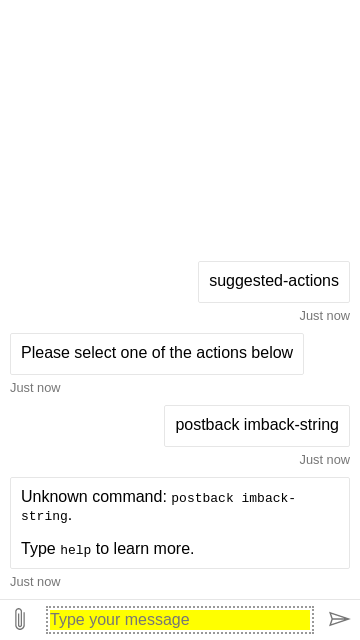 suggested-actions
Just now
Please select one of the actions below
Just now
postback imback-string
Just now
Unknown command: postback imback-
string.
Type help to learn more.
Just now
Type your message